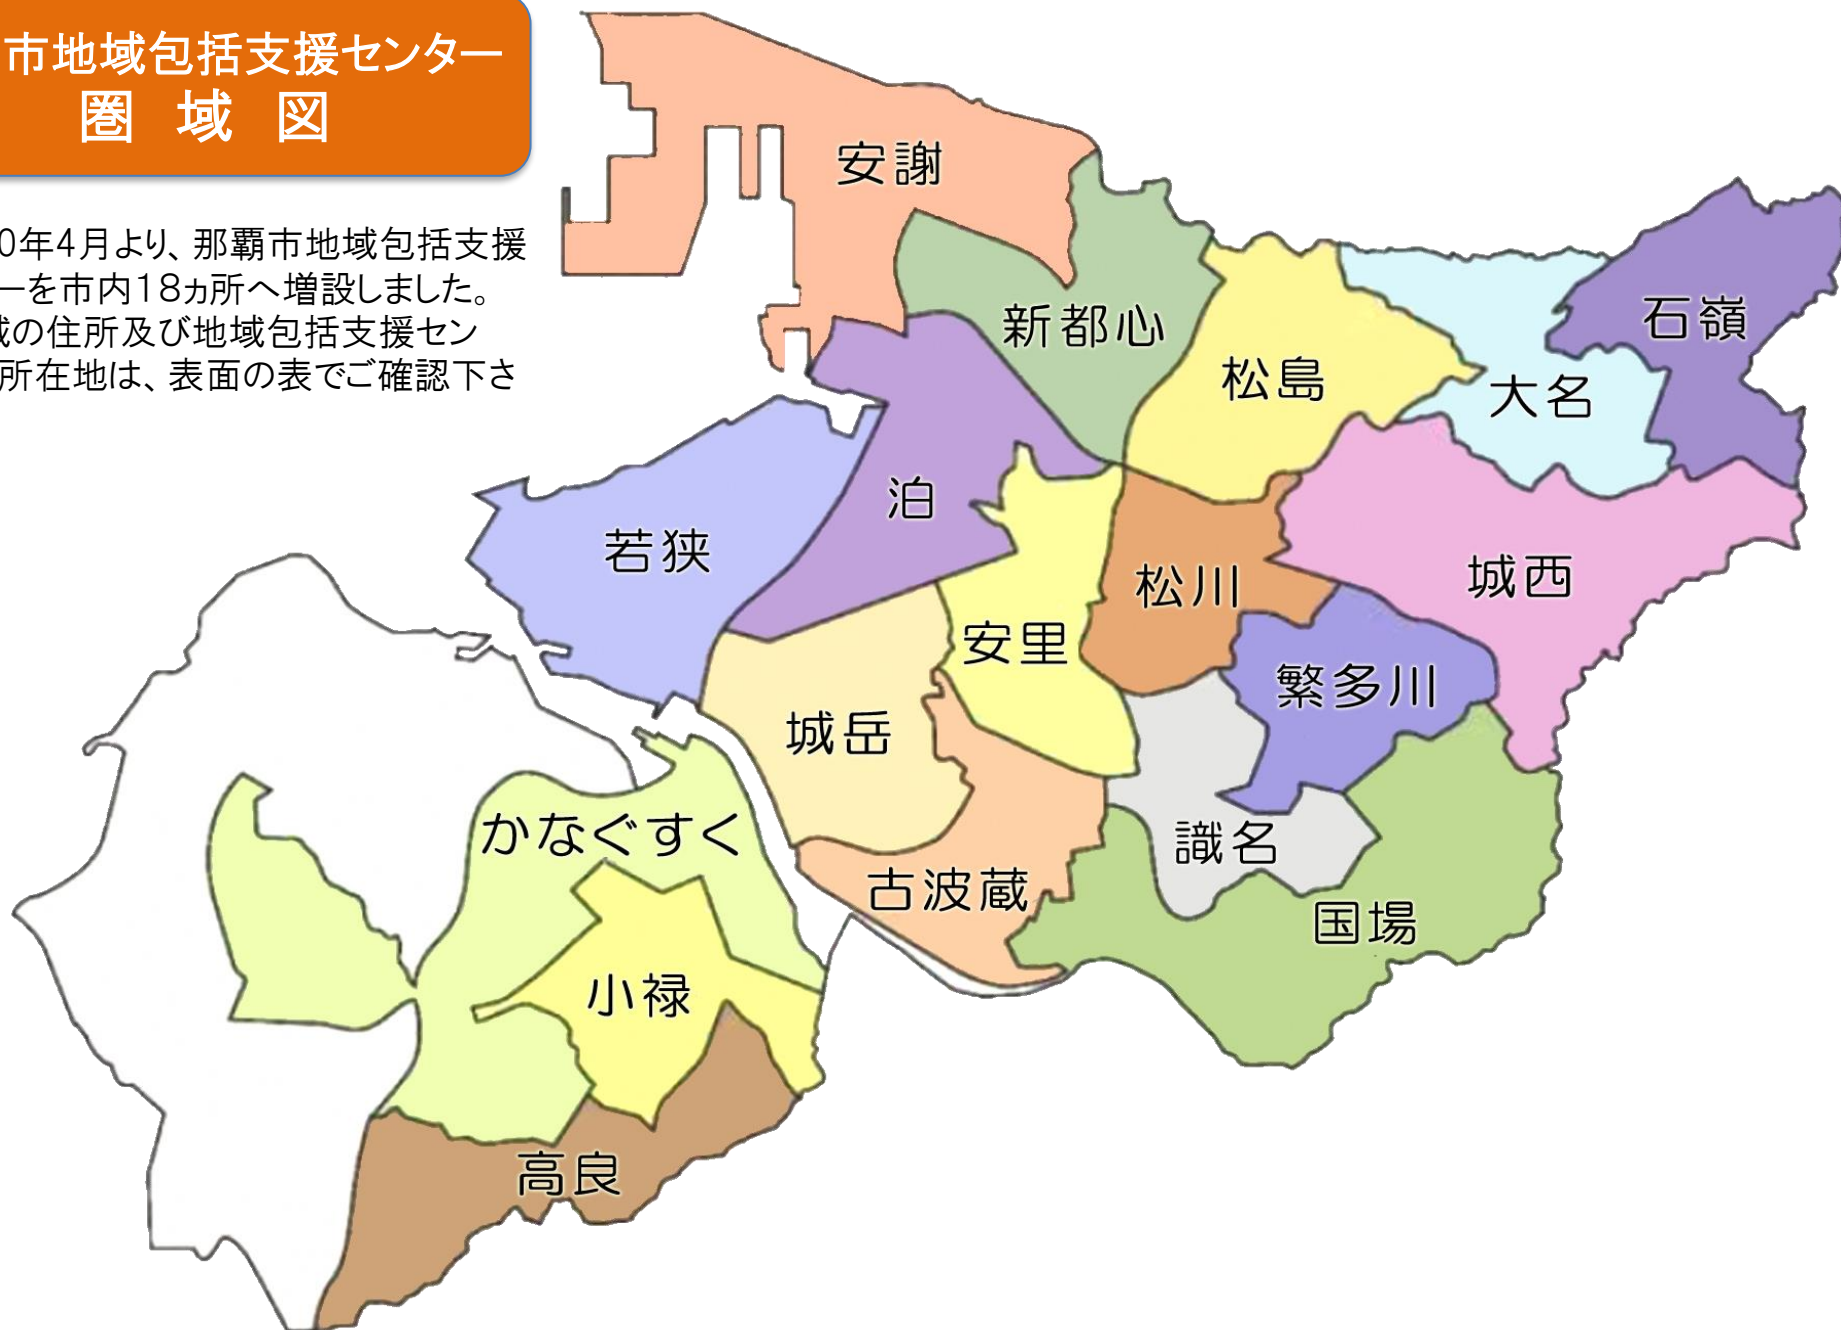 市地域包括支援センター
圏域図
0年4月より、那覇市地域包括支援
ーを市内18ヵ所へ増設しました。
域の住所及び地域包括支援セン
所在地は、表面の表でご確認下さ
安謝
新都心
石嶺
松島
大名
泊
若狭
城西
松川
安里
繁多川
城岳
かなぐすく
識名
古波蔵
国場
小禄
高良